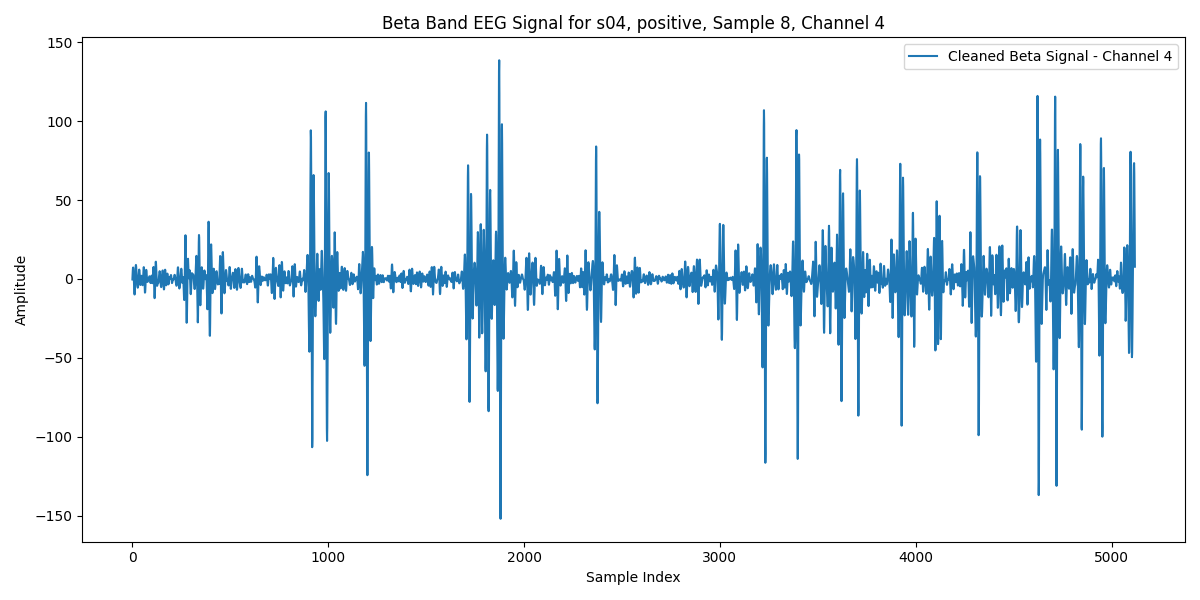 Beta Band EEG Signal for s04, positive, Sample 8, Channel 4
Cleaned Beta Signal - Channel 4
Amplitude
150
100
50
0
−50
−100
−150
0 1000 2000 3000 4000 5000
Sample Index